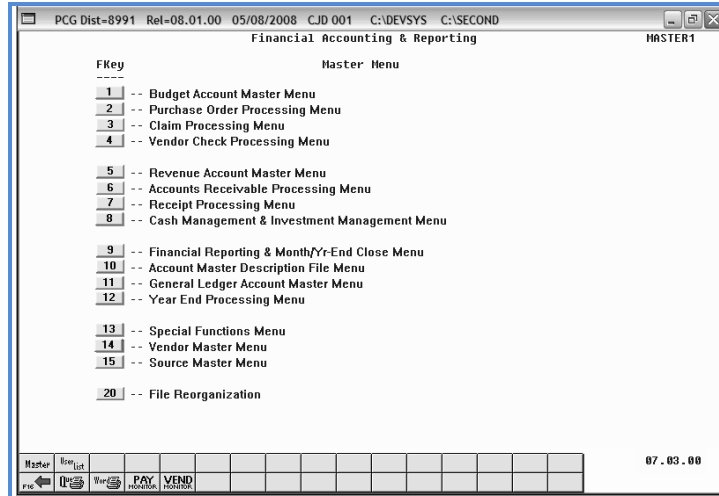 PCG Dist=8991 Rel=08.01.00 05/08/2008 CJD 001 C:\DEVSYS C:\SECOND
Financial Accounting & Reporting MASTER1
FKey Master Menu
----
1 -- Budget Account Master Menu
2 -- Purchase Order Processing Menu
3 -- Claim Processing Menu
4 -- Vendor Check Processing Menu
5 -- Revenue Account Master Menu
6 -- Accounts Receivable Processing Menu
7 -- Receipt Processing Menu
8 -- Cash Management & Investment Management Menu
9 -- Financial Reporting & Month/Yr-End Close Menu
10 -- Account Master Description File Menu
11 -- General Ledger Account Master Menu
12 -- Year End Processing Menu
13 -- Special Functions Menu
14 -- Vendor Master Menu
15 -- Source Master Menu
20 -- File Reorganization
Master User List 07.03.00
F16 Que Wor PAY MONITOR VEND MONITOR